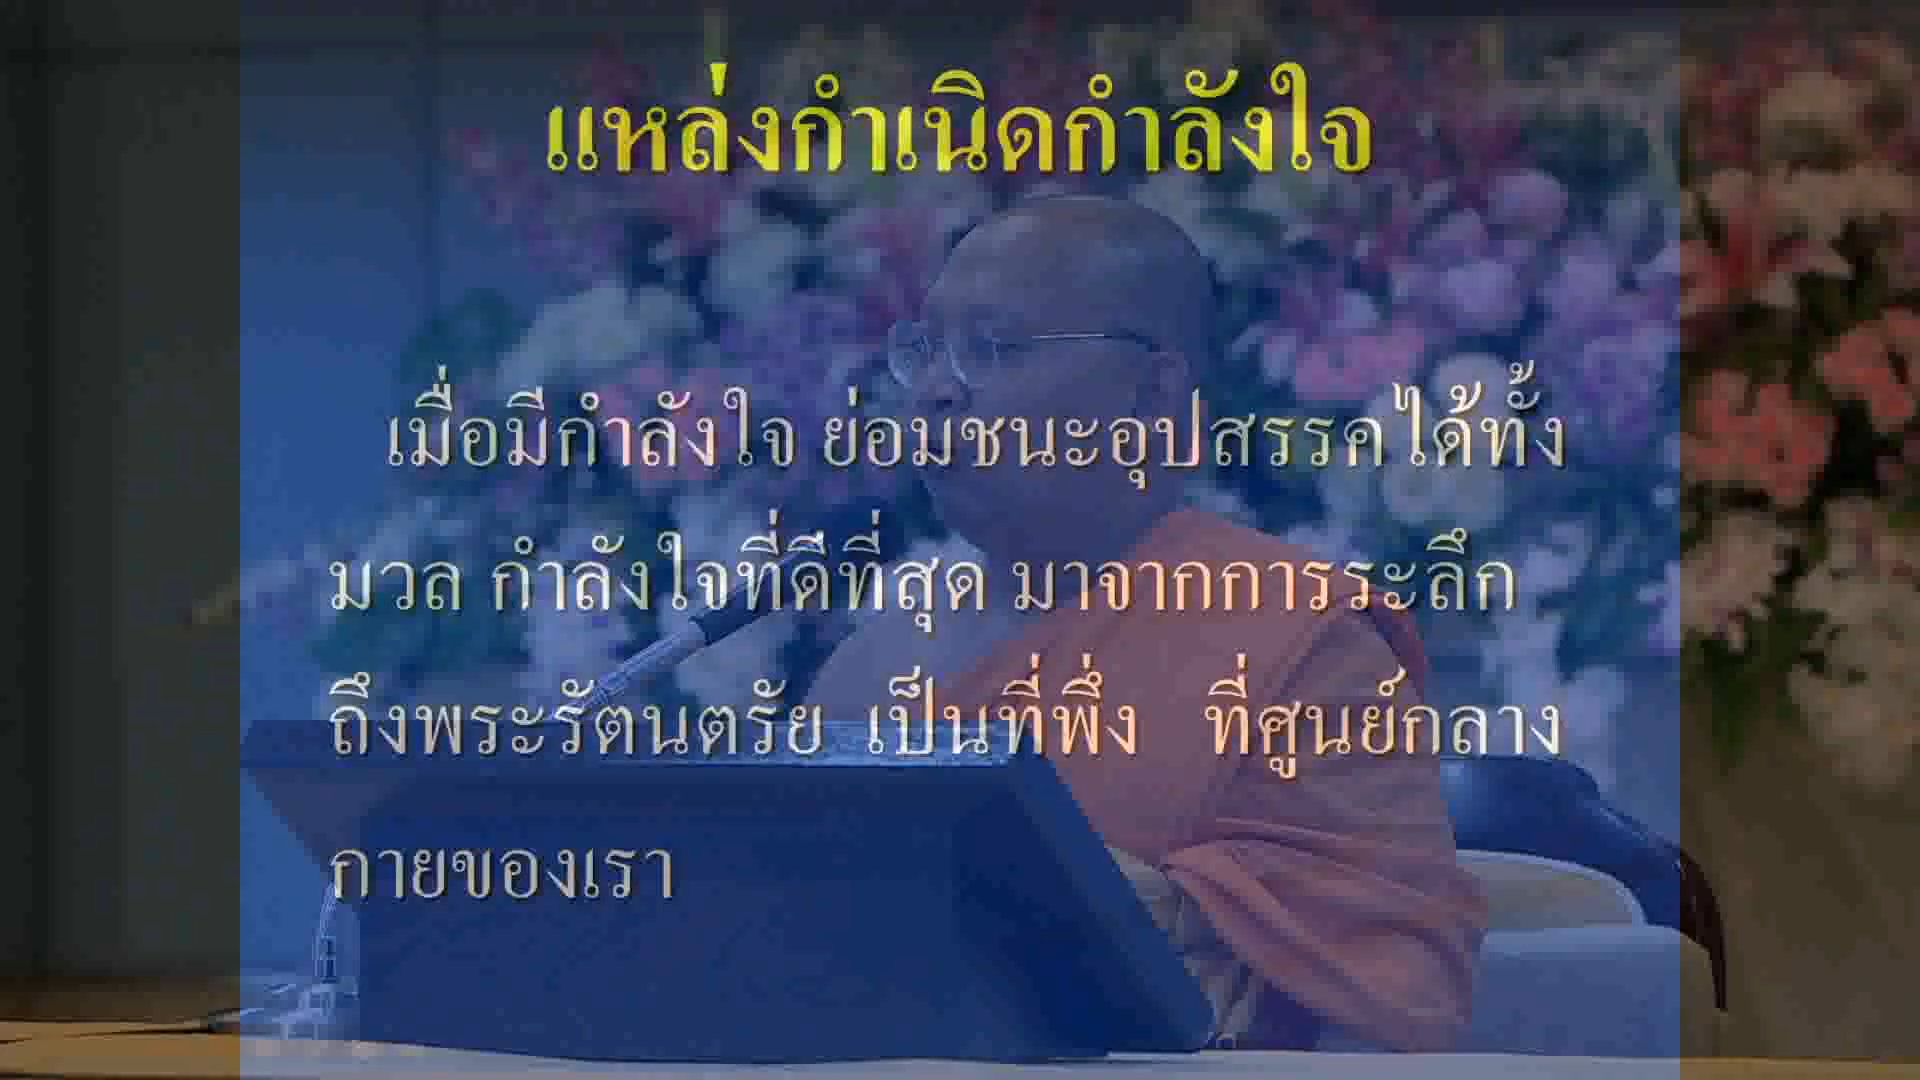 แหล่งกำเนิดกำลังใจ
เมื่อมีกำลังใจ ย่อมชนะอุปสรรคได้ทั้ง
มวล กำลังใจที่ดีที่สุด มาจากการระลึก
ถึงพระรัตนตรัย เป็นที่พึ่ง ที่ศูนย์กลาง
กายของเรา